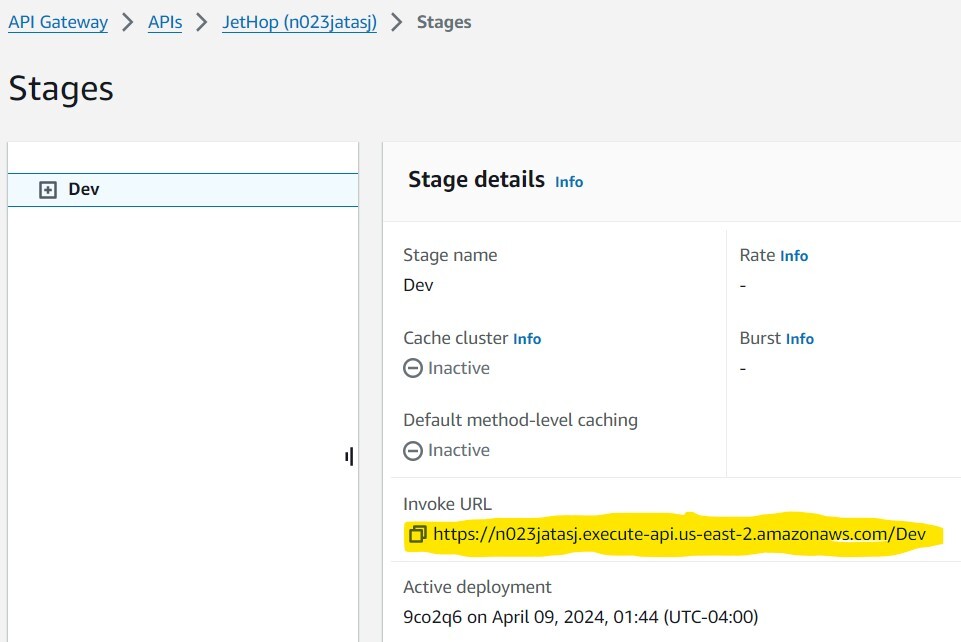 API Gateway > APIs > JetHop (n023jatasj) > Stages
Stages
Dev
Stage details Info
Stage name
Dev
Rate Info
-
Cache cluster Info
Inactive
Burst Info
-
Default method-level caching
Inactive
Invoke URL
https://n023jatasj.execute-api.us-east-2.amazonaws.com/Dev
Active deployment
9co2q6 on April 09, 2024, 01:44 (UTC-04:00)